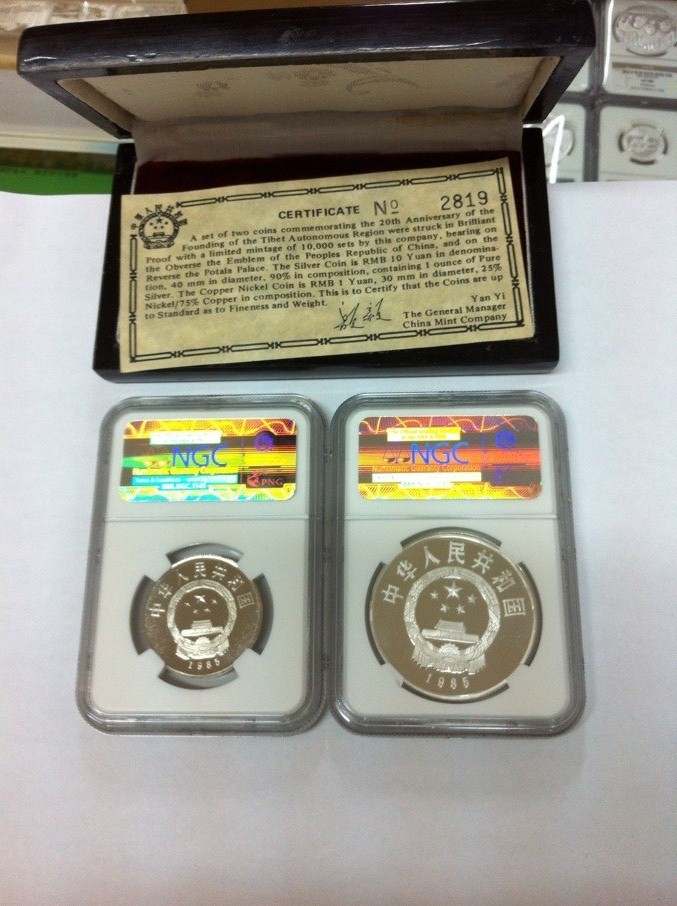 CERTIFICATE No 2819
A set of two coins commemorating the 20th Anniversary of the
Founding of the Tibet Autonomous Region were struck in Brilliant
Proof with a limited mintage of 10,000 sets by this company, bearing on
the Obverse the Emblem of the Peoples Republic of China, and on the
Reverse the Potala Palace. The Silver Coin is RMB 10 Yuan in denomina-
tion, 40 mm in diameter, 90% in composition, containing 1 ounce of Pure
Silver. The Copper Nickel Coin is RMB 1 Yuan, 30 mm in diameter, 25%
Nickel/75% Copper in composition. This is to Certify that the Coins are up
to Standard as to Fineness and Weight.
Yan Yi
The General Manager
China Mint Company
NGC
Numismatic Guaranty Corporation
PNG
NGC
Numismatic Guaranty Corporation
中华人民共和国
1985
中华人民共和国
1985